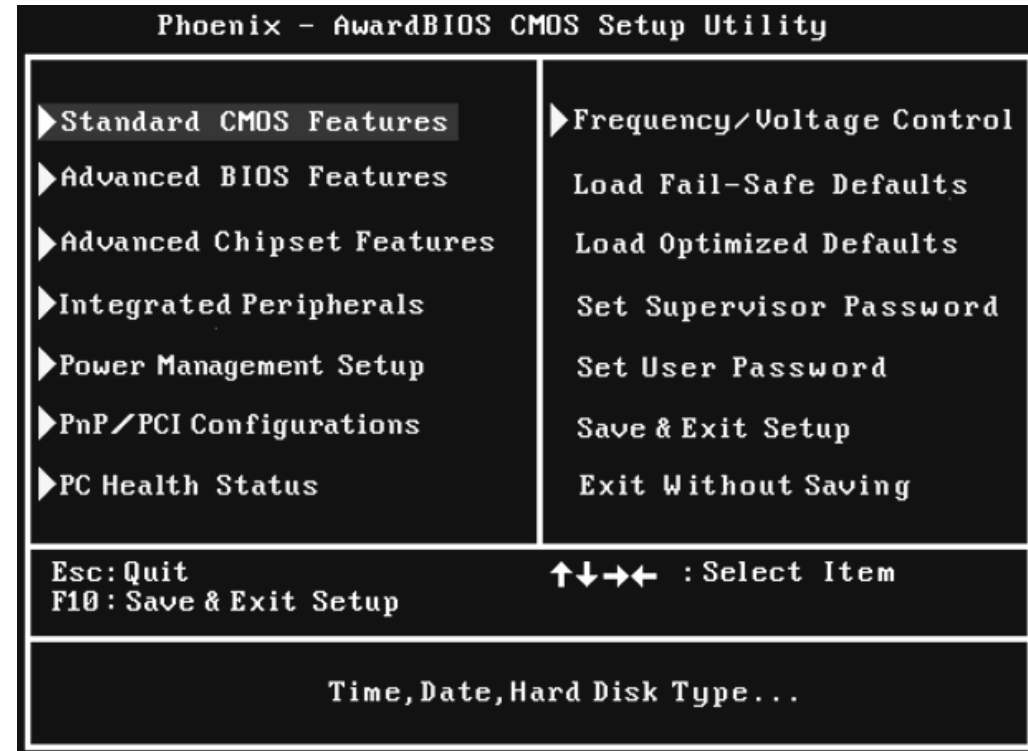 Phoenix - AwardBIOS CMOS Setup Utility
Standard CMOS Features
Advanced BIOS Features
Advanced Chipset Features
Integrated Peripherals
Power Management Setup
PnP/PCI Configurations
PC Health Status
Frequency/Voltage Control
Load Fail-Safe Defaults
Load Optimized Defaults
Set Supervisor Password
Set User Password
Save & Exit Setup
Exit Without Saving
Esc:Quit
F10:Save & Exit Setup
↑↓→← :Select Item
Time,Date,Hard Disk Type...